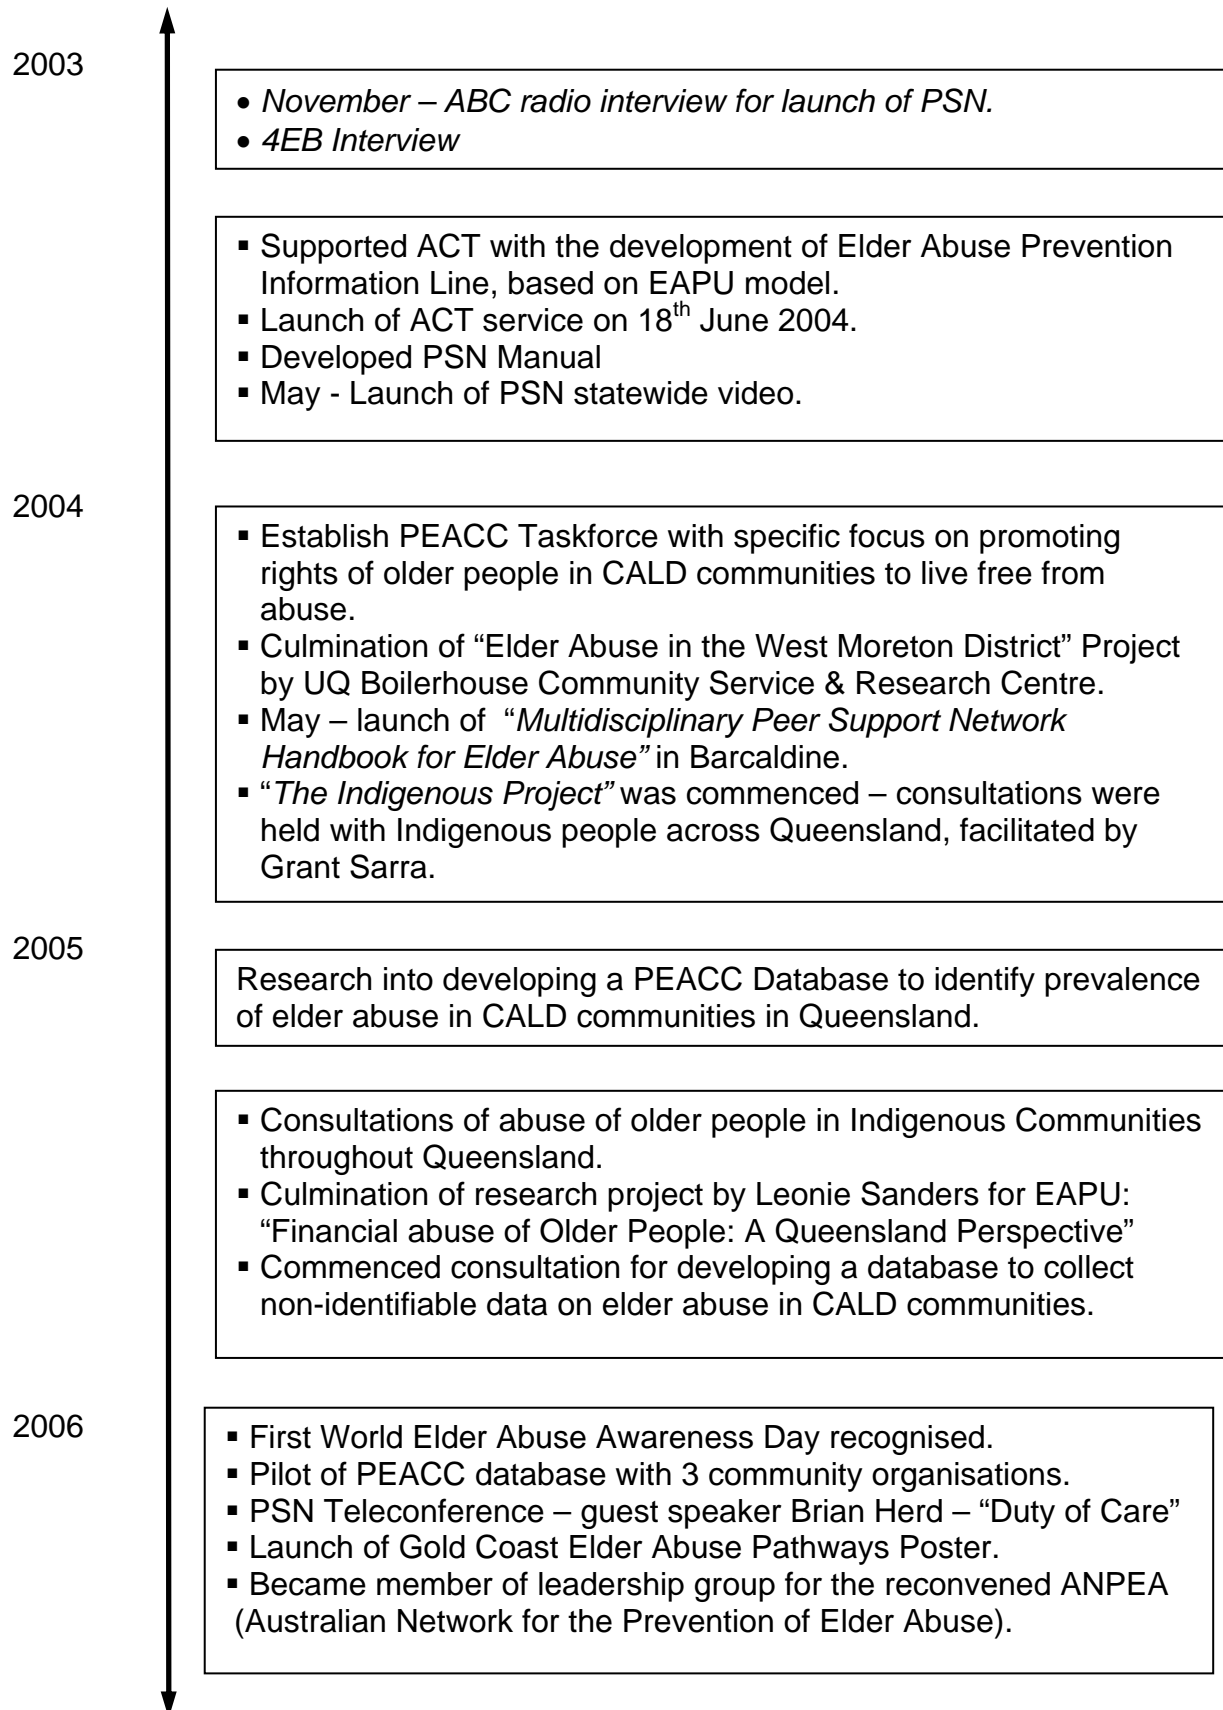 2003
• November – ABC radio interview for launch of PSN.
• 4EB Interview
▪ Supported ACT with the development of Elder Abuse Prevention
Information Line, based on EAPU model.
▪ Launch of ACT service on 18th June 2004.
▪ Developed PSN Manual
▪ May - Launch of PSN statewide video.
2004
▪ Establish PEACC Taskforce with specific focus on promoting
rights of older people in CALD communities to live free from
abuse.
▪ Culmination of “Elder Abuse in the West Moreton District” Project
by UQ Boilerhouse Community Service & Research Centre.
▪ May – launch of “Multidisciplinary Peer Support Network
Handbook for Elder Abuse” in Barcaldine.
▪ “The Indigenous Project” was commenced – consultations were
held with Indigenous people across Queensland, facilitated by
Grant Sarra.
2005
Research into developing a PEACC Database to identify prevalence
of elder abuse in CALD communities in Queensland.
▪ Consultations of abuse of older people in Indigenous Communities
throughout Queensland.
▪ Culmination of research project by Leonie Sanders for EAPU:
“Financial abuse of Older People: A Queensland Perspective”
▪ Commenced consultation for developing a database to collect
non-identifiable data on elder abuse in CALD communities.
2006
▪ First World Elder Abuse Awareness Day recognised.
▪ Pilot of PEACC database with 3 community organisations.
▪ PSN Teleconference – guest speaker Brian Herd – “Duty of Care”
▪ Launch of Gold Coast Elder Abuse Pathways Poster.
▪ Became member of leadership group for the reconvened ANPEA
(Australian Network for the Prevention of Elder Abuse).